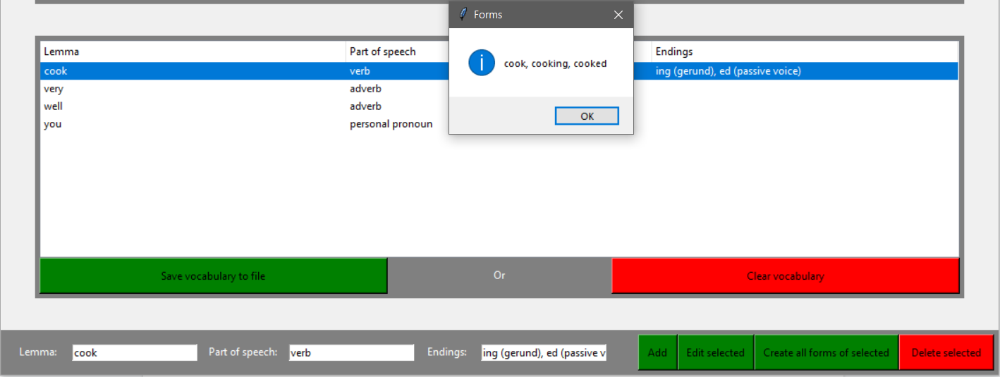 Forms
Lemma Part of speech Endings
cook, cooking, cooked
cook verb ing (gerund), ed (passive voice)
very adverb
well adverb
OK
you personal pronoun
Save vocabulary to file Or Clear vocabulary
Lemma: cook Part of speech: verb Endings: ing (gerund), ed (passive v Add Edit selected Create all forms of selected Delete selected